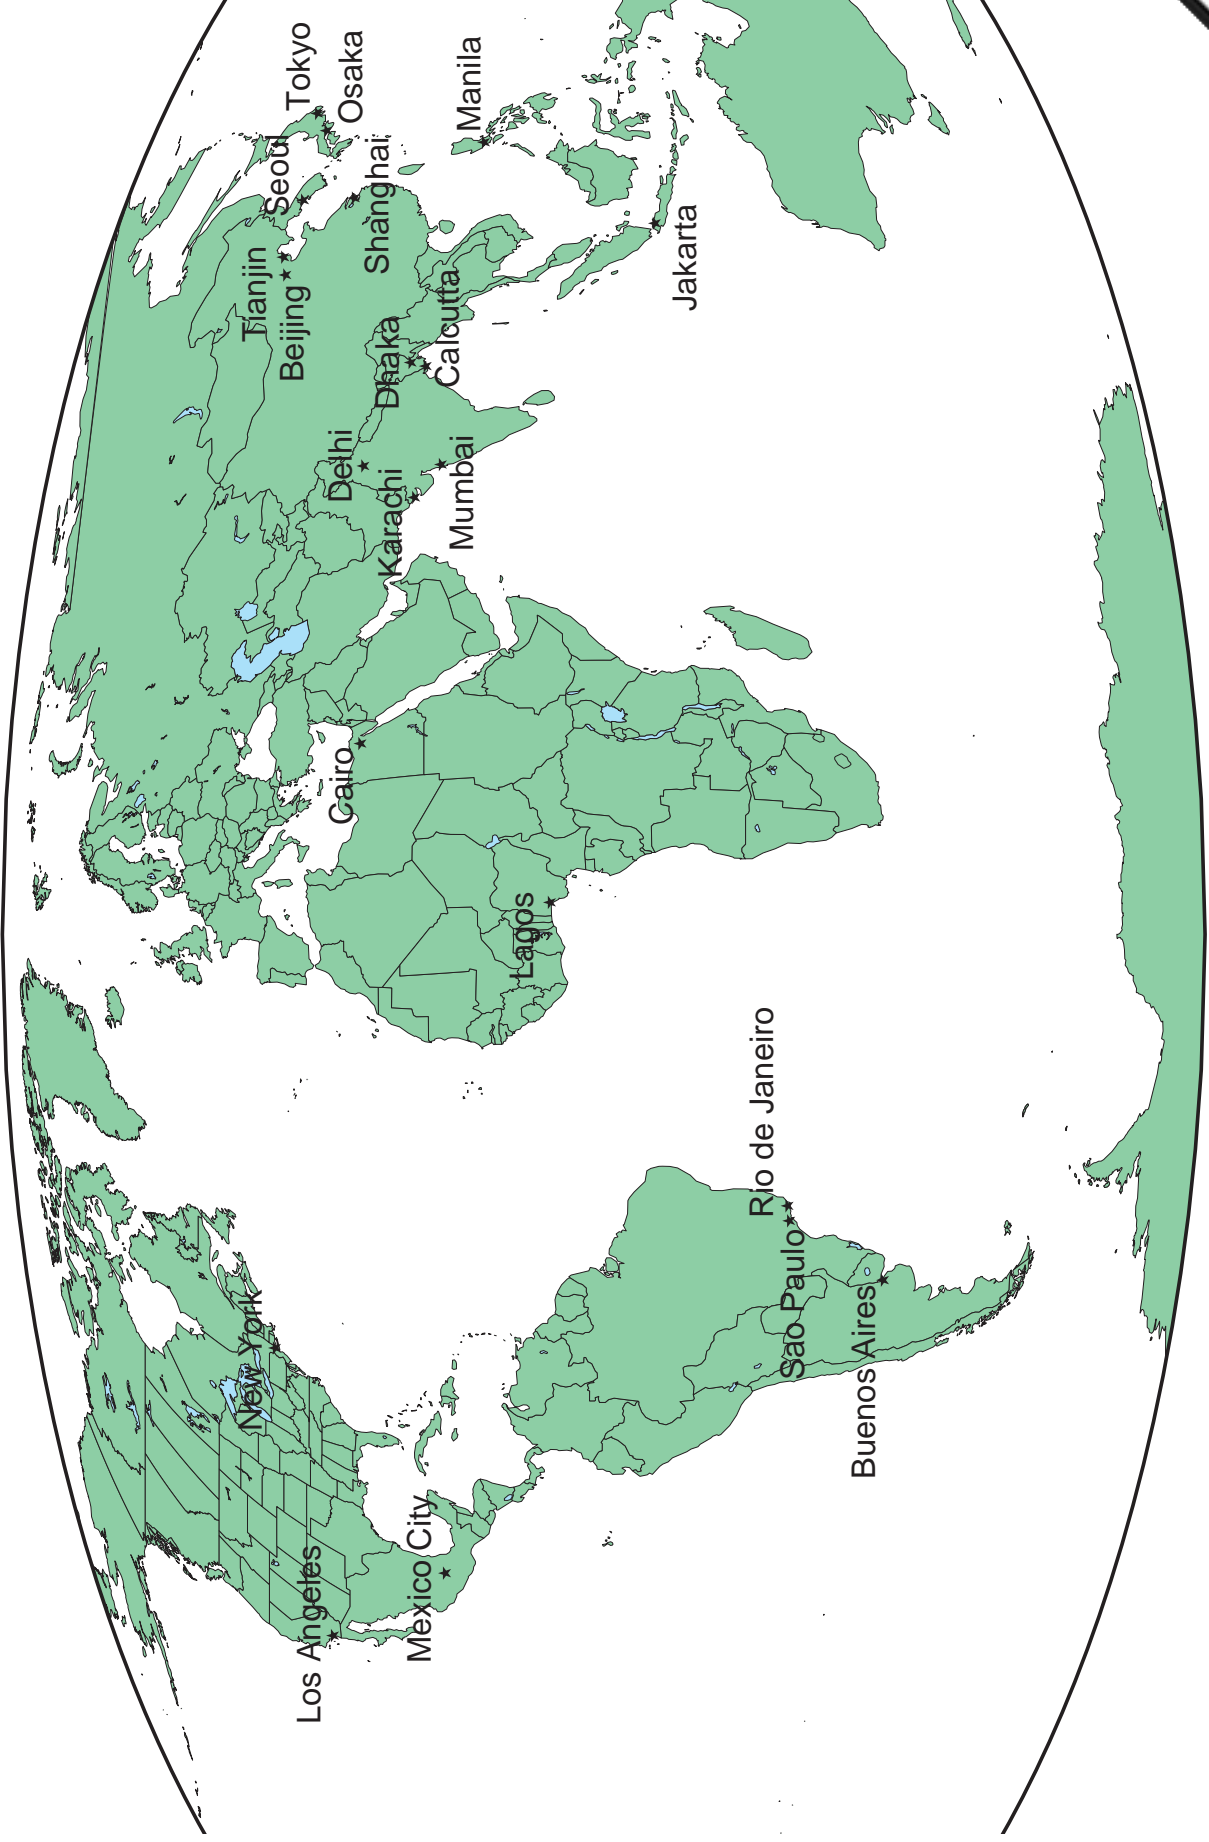 Los Angeles
New York
Mexico City
Rio de Janeiro
Sao Paulo
Buenos Aires
Lagos
Cairo
Karachi
Delhi
Mumbai
Dhaka
Calcutta
Tianjin
Beijing
Seoul
Shanghai
Tokyo
Osaka
Manila
Jakarta